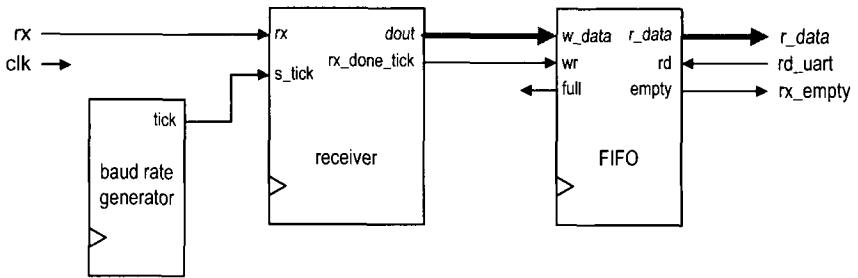 rx
clk
rx
dout
rx_done_tick
s_tick
receiver
tick
baud rate
generator
w_data
r_data
wr
rd
full
empty
FIFO
r_data
rd_uart
rx_empty